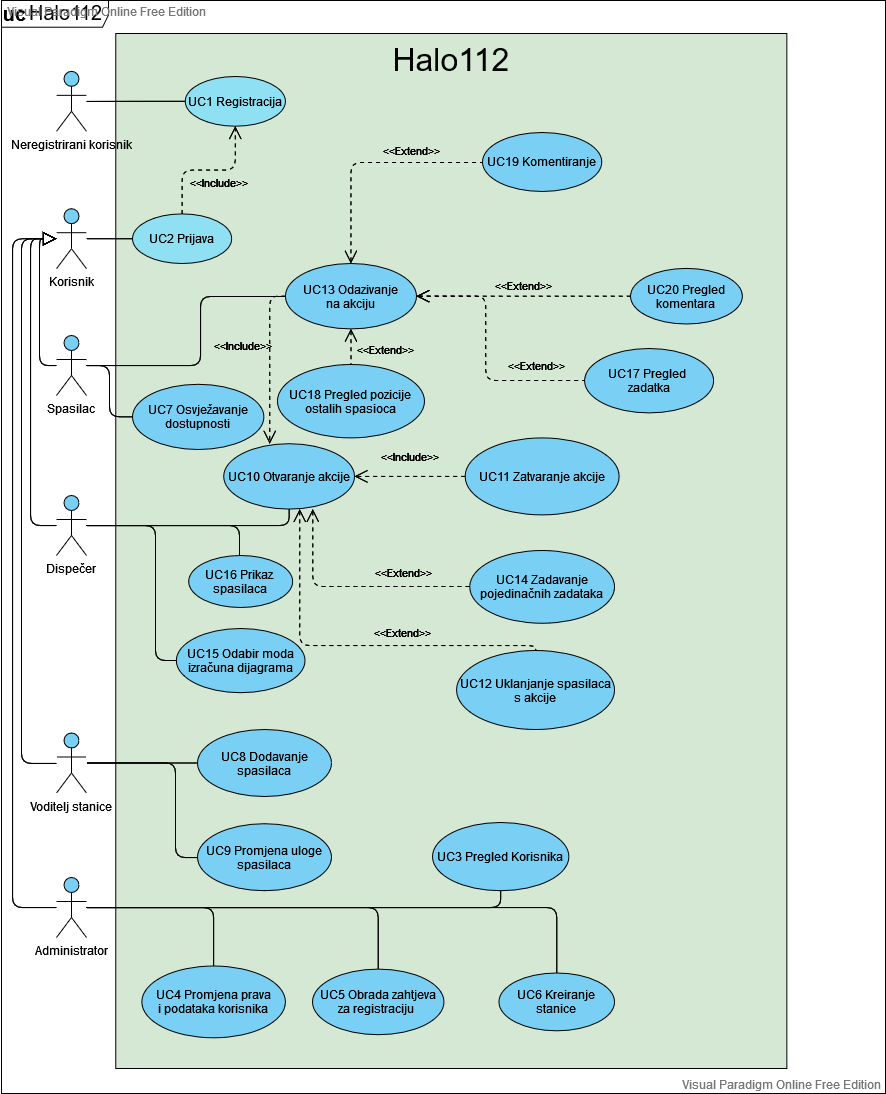 uc Halo112
Visual Paradigm Online Free Edition
Halo112
Neregistrirani korisnik
UC1 Registracija
<<Extend>>
UC19 Komentiranje
<<Include>>
UC2 Prijava
Korisnik
UC13 Odazivanje
na akciju
<<Extend>>
UC20 Pregled
komentara
<<Include>>
<<Extend>>
<<Extend>>
UC17 Pregled
zadatka
Spasilac
UC7 Osvježavanje
dostupnosti
UC18 Pregled pozicije
ostalih spasioca
UC10 Otvaranje akcije
<<Include>>
UC11 Zatvaranje akcije
Dispečer
UC16 Prikaz
spasilaca
<<Extend>>
UC14 Zadavanje
pojedinačnih zadataka
<<Extend>>
UC15 Odabir moda
izračuna dijagrama
UC12 Uklanjanje spasilaca
s akcije
Voditelj stanice
UC8 Dodavanje
spasilaca
UC9 Promjena uloge
spasilaca
UC3 Pregled Korisnika
Administrator
UC4 Promjena prava
i podataka korisnika
UC5 Obrada zahtjeva
za registraciju
UC6 Kreiranje
stanice
Visual Paradigm Online Free Edition